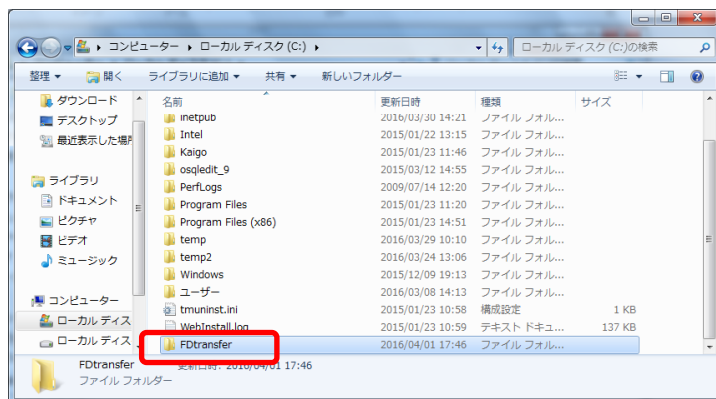 コンピューター ▸ ローカル ディスク (C:) ▸
ローカル ディスク (C:)の検索
整理 開く ライブラリに追加 共有 新しいフォルダー
ダウンロード
デスクトップ
最近表示した場所
ライブラリ
ドキュメント
ピクチャ
ビデオ
ミュージック
コンピューター
ローカル ディス
ローカル ディス
名前 更新日時 種類 サイズ
inetpub 2016/03/30 14:21 ファイル フォル...
Intel 2015/01/22 13:15 ファイル フォル...
Kaigo 2015/01/23 11:46 ファイル フォル...
osqledit_9 2015/03/12 14:55 ファイル フォル...
PerfLogs 2009/07/14 12:20 ファイル フォル...
Program Files 2015/01/23 11:20 ファイル フォル...
Program Files (x86) 2015/01/23 14:51 ファイル フォル...
temp 2016/03/29 10:10 ファイル フォル...
temp2 2016/03/24 13:06 ファイル フォル...
Windows 2015/12/09 19:13 ファイル フォル...
ユーザー 2016/03/08 14:13 ファイル フォル...
tmuninst.ini 2015/01/23 10:58 構成設定 1 KB
WebInstall.log 2015/01/23 10:59 テキスト ドキュ... 137 KB
FDtransfer 2016/04/01 17:46 ファイル フォル...
FDtransfer 更新日時: 2016/04/01 17:46
ファイル フォルダー